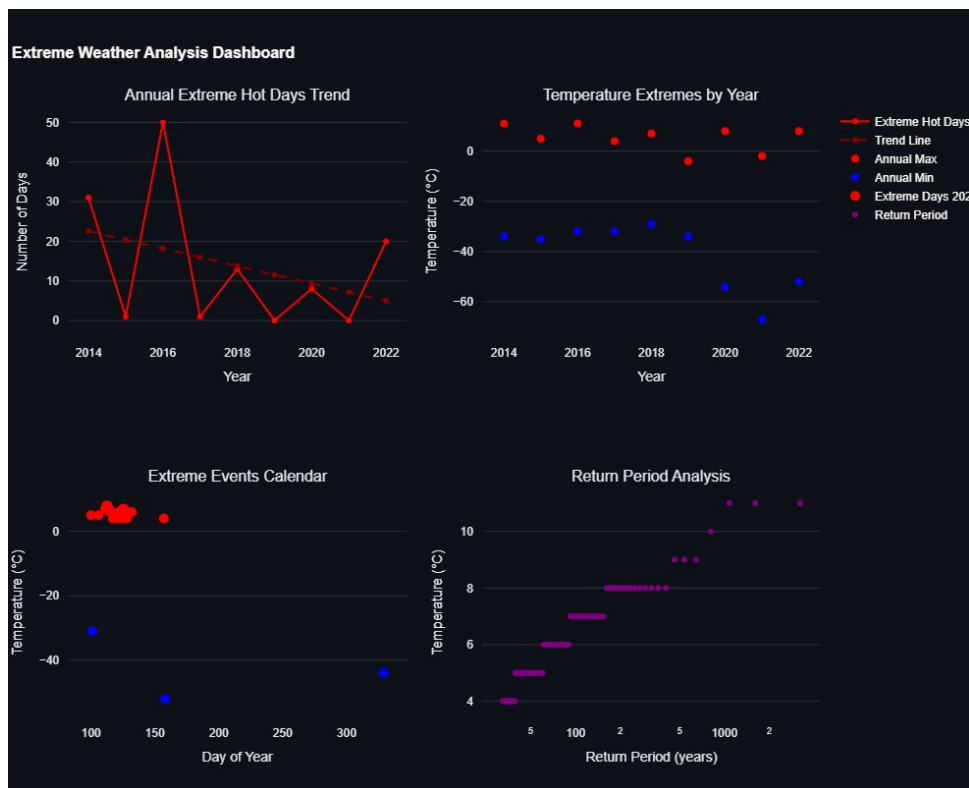 Extreme Weather Analysis Dashboard
Annual Extreme Hot Days Trend
Number of Days
50
40
30
20
10
0
2014 2016 2018 2020 2022
Year
Temperature Extremes by Year
Temperature (°C)
0
−20
−40
−60
2014 2016 2018 2020 2022
Year
Extreme Hot Days
Trend Line
Annual Max
Annual Min
Extreme Days 202
Return Period
Extreme Events Calendar
Temperature (°C)
0
−20
−40
100 150 200 250 300
Day of Year
Return Period Analysis
Temperature (°C)
10
8
6
4
5 100 2 5 1000 2
Return Period (years)